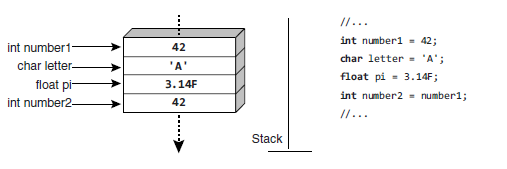 int number1
char letter
float pi
int number2
42
'A'
3.14F
42
Stack
//...
int number1 = 42;
char letter = 'A';
float pi = 3.14F;
int number2 = number1;
//...